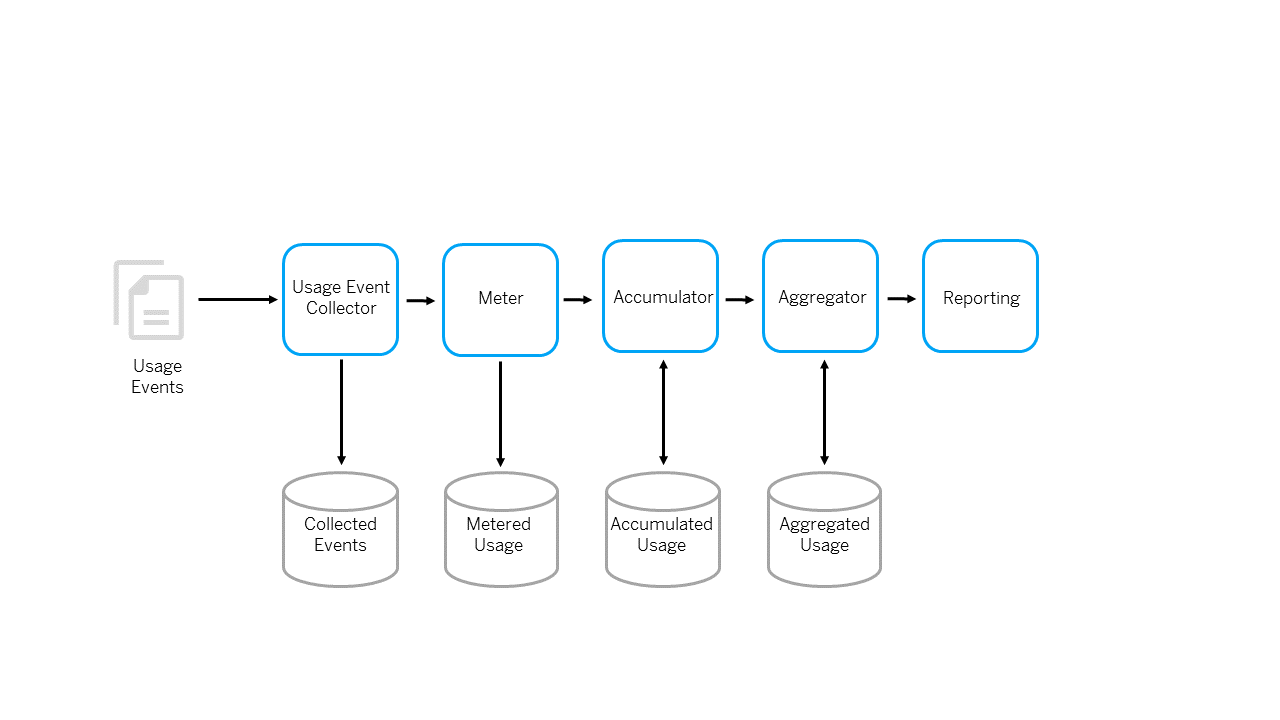 Usage Event
Collector
Meter
Accumulator
Aggregator
Reporting
Usage
Events
Collected
Events
Metered
Usage
Accumulated
Usage
Aggregated
Usage